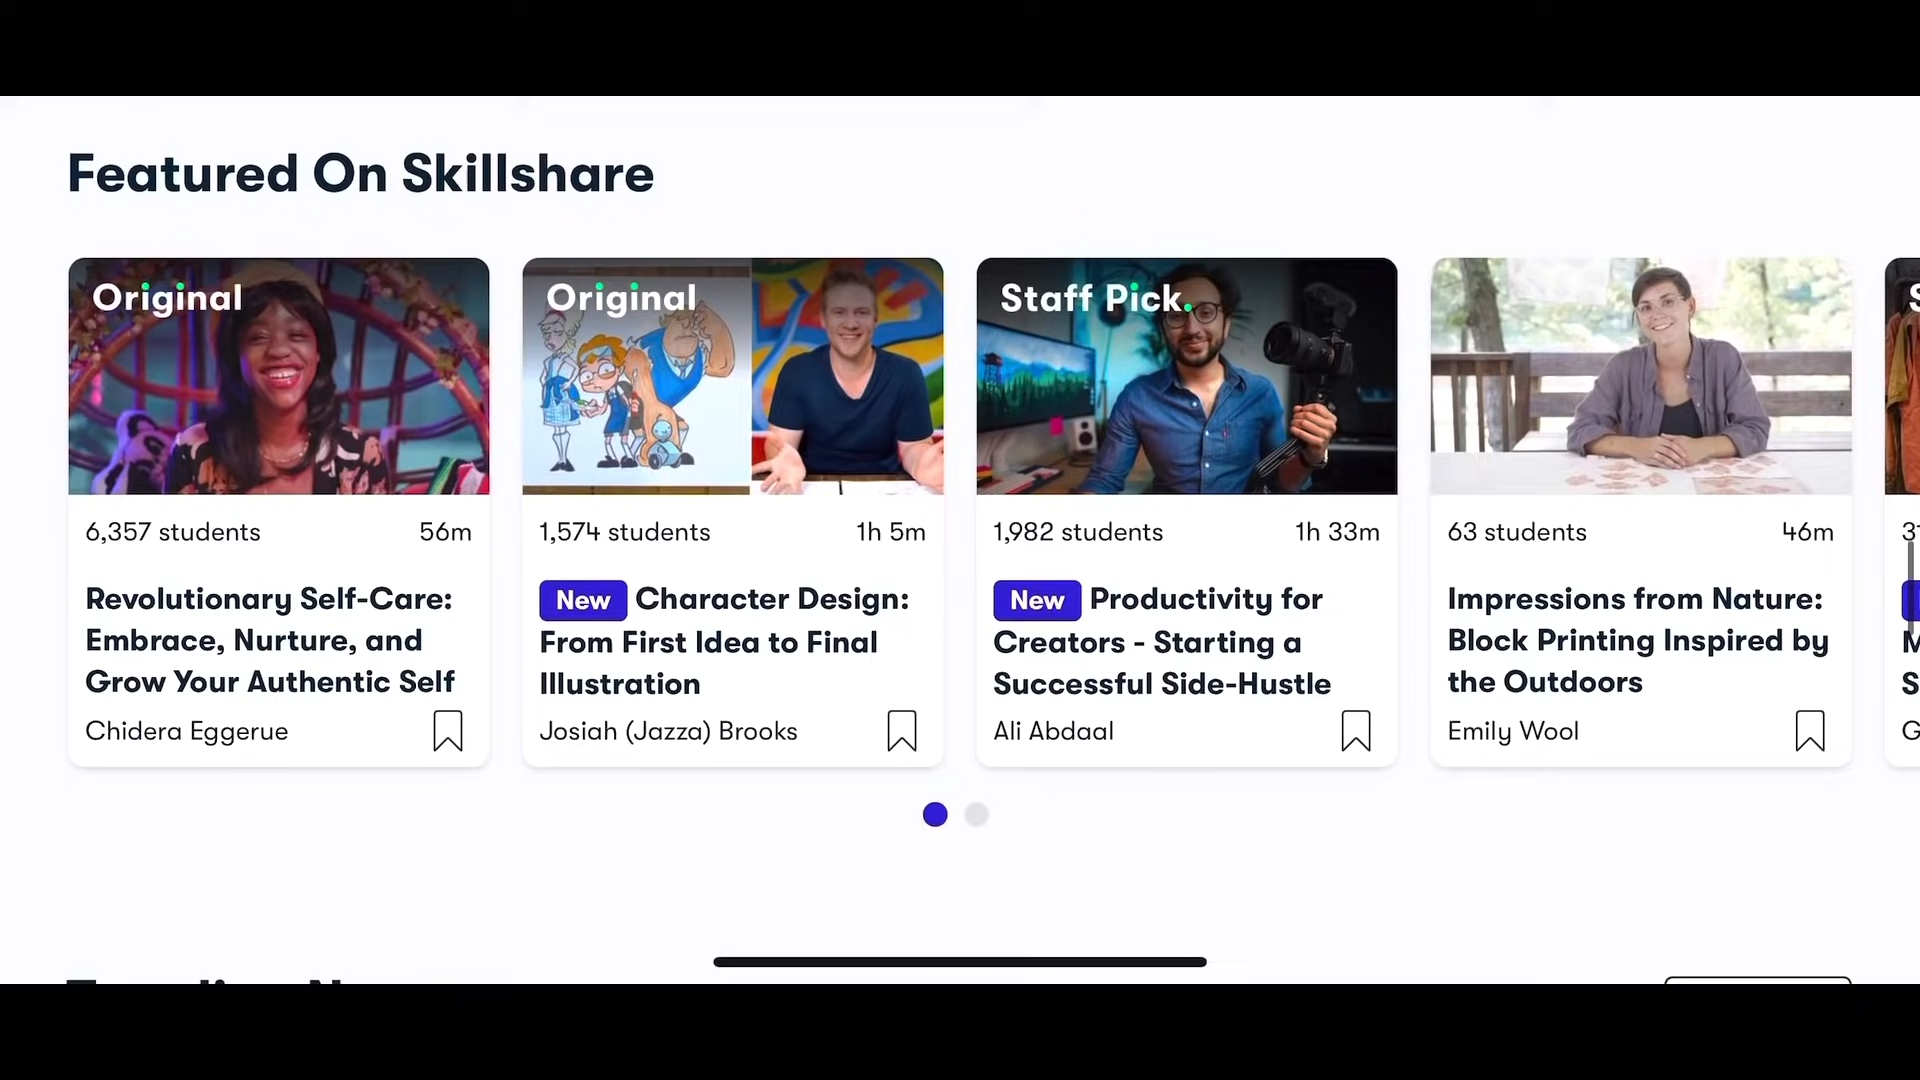 Featured On Skillshare
Original
6,357 students 56m
Revolutionary Self-Care:
Embrace, Nurture, and
Grow Your Authentic Self
Chidera Eggerue
Original
1,574 students 1h 5m
New Character Design:
From First Idea to Final
Illustration
Josiah (Jazza) Brooks
Staff Pick.
1,982 students 1h 33m
New Productivity for
Creators - Starting a
Successful Side-Hustle
Ali Abdaal
63 students 46m
Impressions from Nature:
Block Printing Inspired by
the Outdoors
Emily Wool